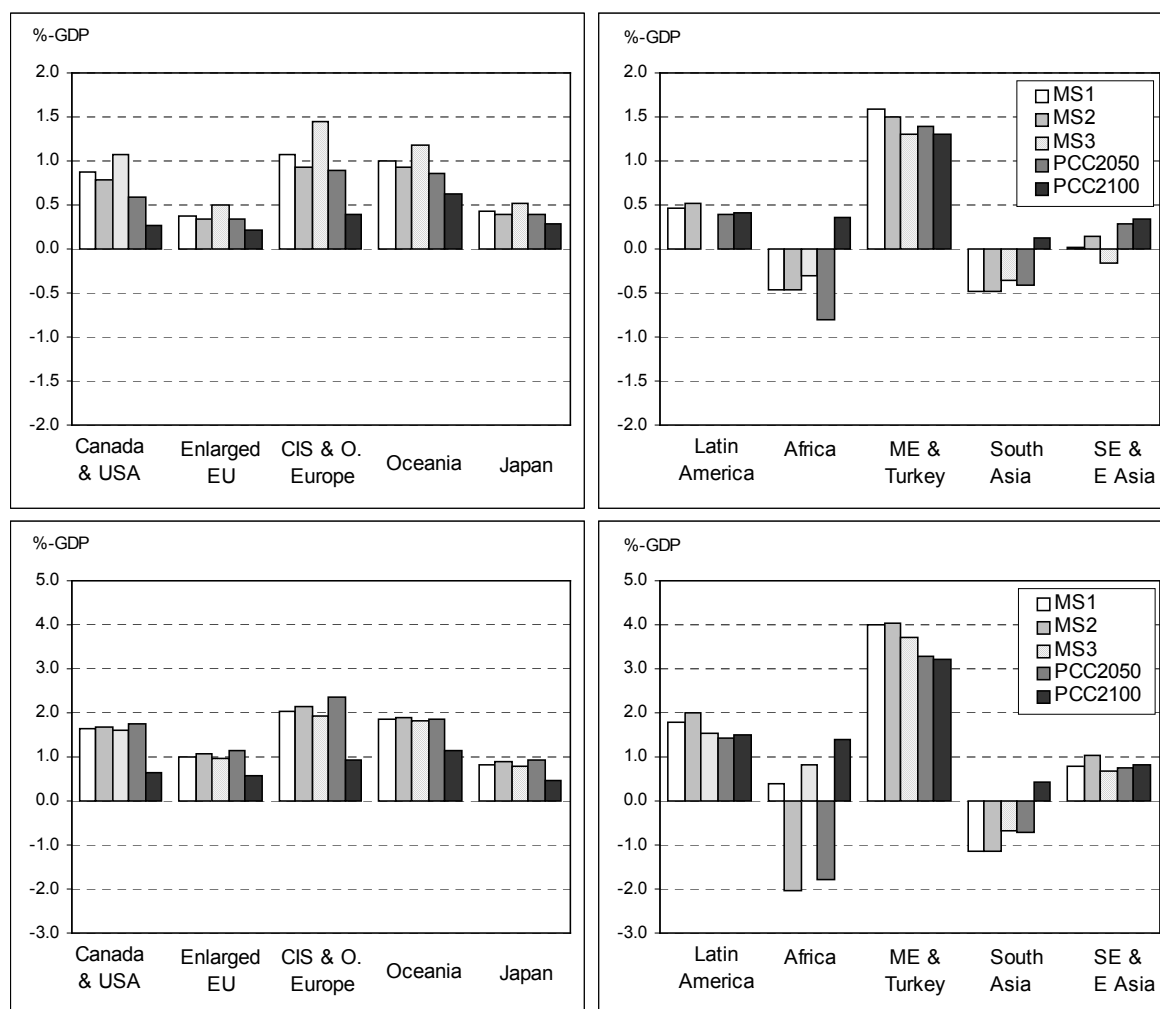 %-GDP
2.0
1.5
1.0
0.5
0.0
-0.5
-1.0
-1.5
-2.0
Canada
& USA
Enlarged
EU
CIS & O.
Europe
Oceania
Japan
%-GDP
2.0
1.5
1.0
0.5
0.0
-0.5
-1.0
-1.5
-2.0
MS1
MS2
MS3
PCC2050
PCC2100
Latin
America
Africa
ME &
Turkey
South
Asia
SE &
E Asia
%-GDP
5.0
4.0
3.0
2.0
1.0
0.0
-1.0
-2.0
-3.0
Canada
& USA
Enlarged
EU
CIS & O.
Europe
Oceania
Japan
%-GDP
5.0
4.0
3.0
2.0
1.0
0.0
-1.0
-2.0
-3.0
MS1
MS2
MS3
PCC2050
PCC2100
Latin
America
Africa
ME &
Turkey
South
Asia
SE &
E Asia